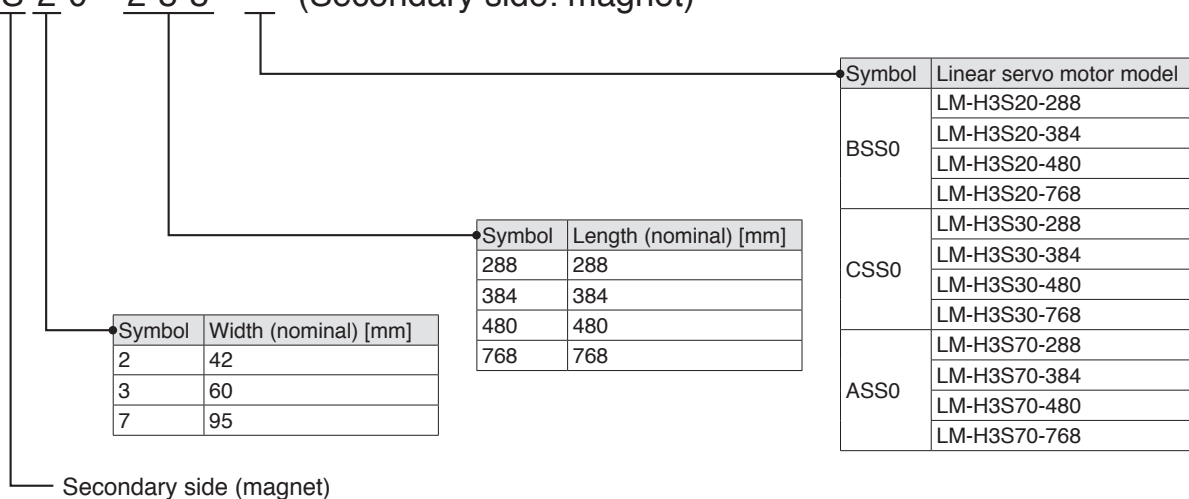 (Secondary side: magnet)
Symbol Linear servo motor model
BSS0 LM-H3S20-288
LM-H3S20-384
LM-H3S20-480
LM-H3S20-768
CSS0 LM-H3S30-288
LM-H3S30-384
LM-H3S30-480
LM-H3S30-768
ASS0 LM-H3S70-288
LM-H3S70-384
LM-H3S70-480
LM-H3S70-768
Symbol Length (nominal) [mm]
288 288
384 384
480 480
768 768
Symbol Width (nominal) [mm]
2 42
3 60
7 95
Secondary side (magnet)